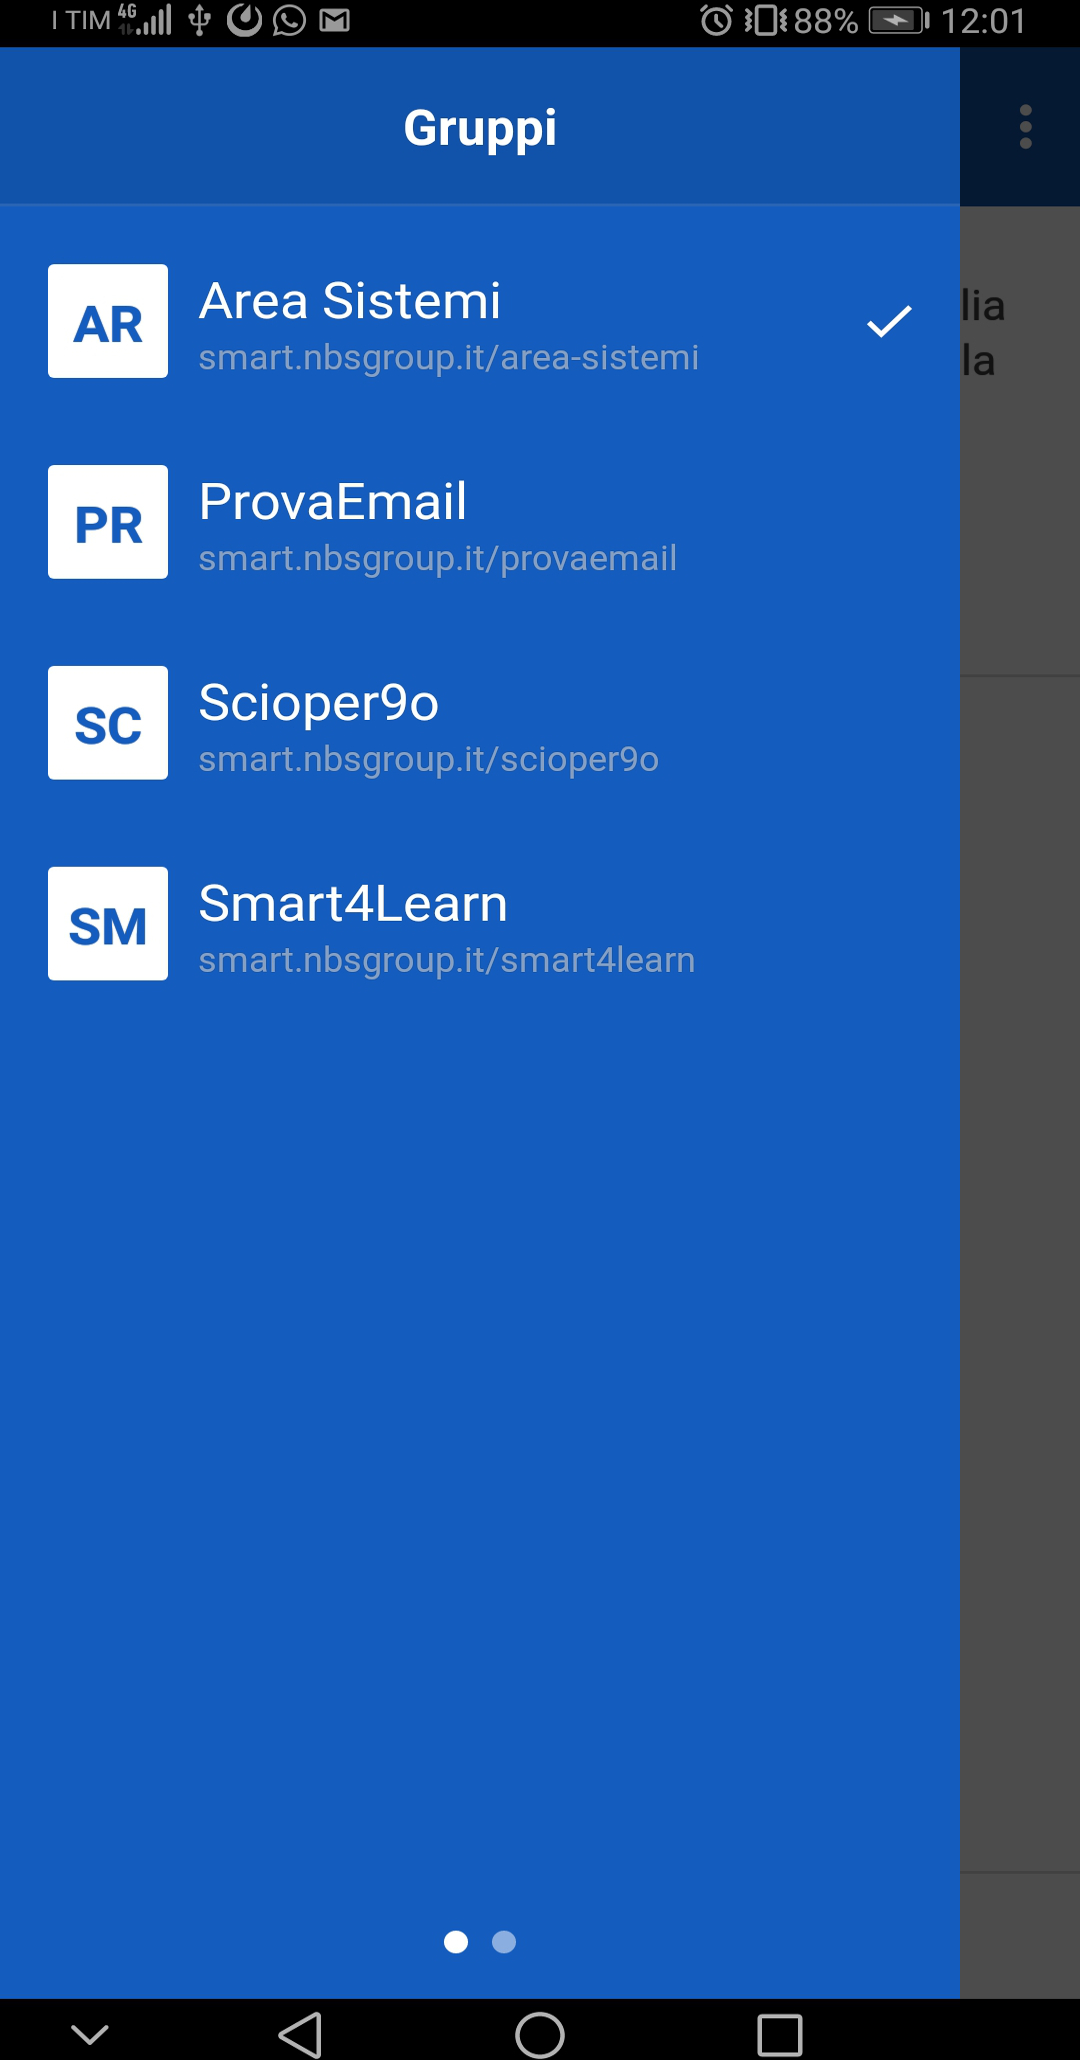 I TIM 4G 88% 12:01
Gruppi
AR Area Sistemi
smart.nbsgroup.it/area-sistemi
lia
la
PR ProvaEmail
smart.nbsgroup.it/provaemail
SC Scioper9o
smart.nbsgroup.it/scioper9o
SM Smart4Learn
smart.nbsgroup.it/smart4learn